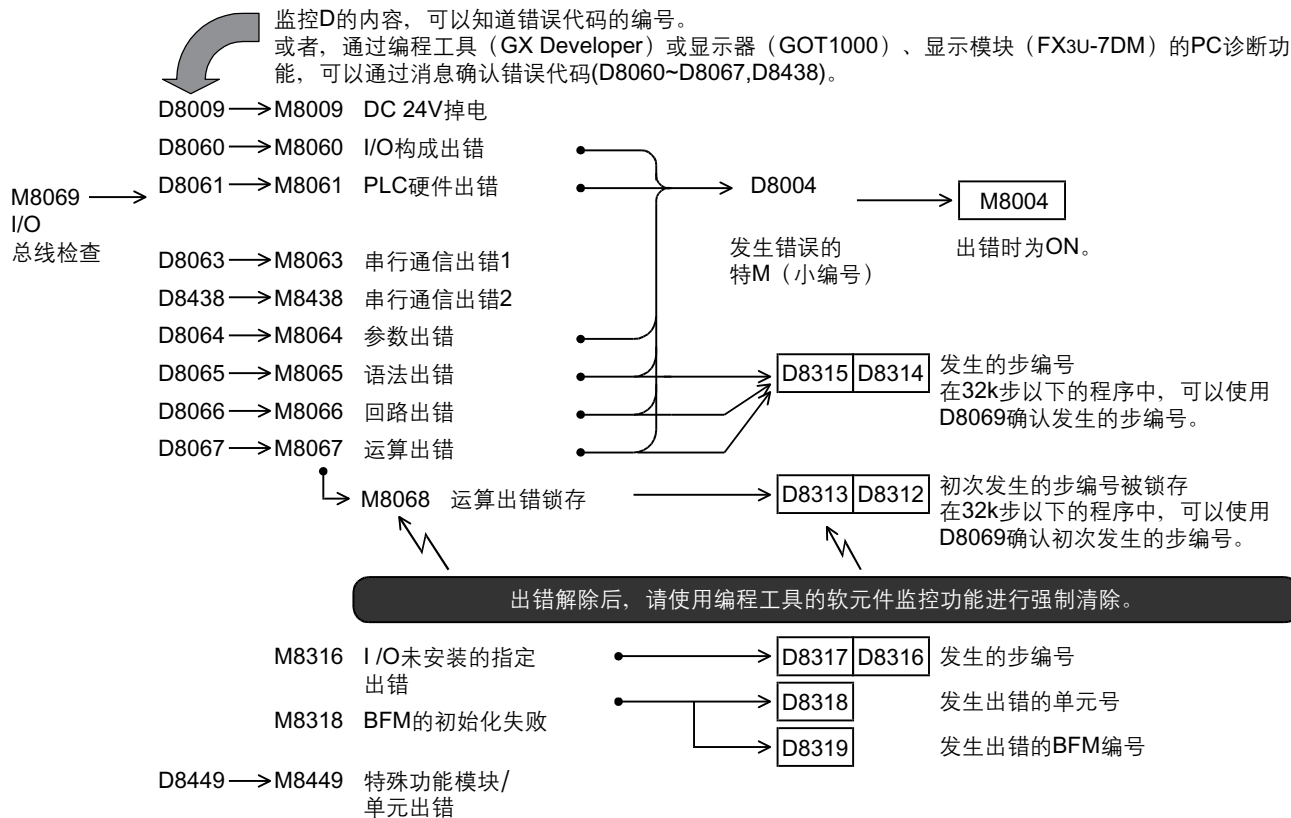 监控D的内容，可以知道错误代码的编号。
或者，通过编程工具（GX Developer）或显示器（GOT1000）、显示模块（FX3U-7DM）的PC诊断功
能，可以通过消息确认错误代码(D8060~D8067,D8438)。
D8009 M8009 DC 24V掉电
D8060 M8060 I/O构成出错
D8061 M8061 PLC硬件出错
D8004
M8004
M8069
I/O
总线检查
发生错误的
特M（小编号）
出错时为ON。
D8063 M8063 串行通信出错1
D8438 M8438 串行通信出错2
D8064 M8064 参数出错
D8065 M8065 语法出错
D8315 D8314
发生的步编号
在32k步以下的程序中，可以使用
D8069确认发生的步编号。
D8066 M8066 回路出错
D8067 M8067 运算出错
M8068 运算出错锁存
D8313 D8312
初次发生的步编号被锁存
在32k步以下的程序中，可以使用
D8069确认初次发生的步编号。
出错解除后，请使用编程工具的软元件监控功能进行强制清除。
M8316 I /O未安装的指定
出错
D8317 D8316 发生的步编号
M8318 BFM的初始化失败
D8318 发生出错的单元号
D8319 发生出错的BFM编号
D8449 M8449 特殊功能模块/
单元出错